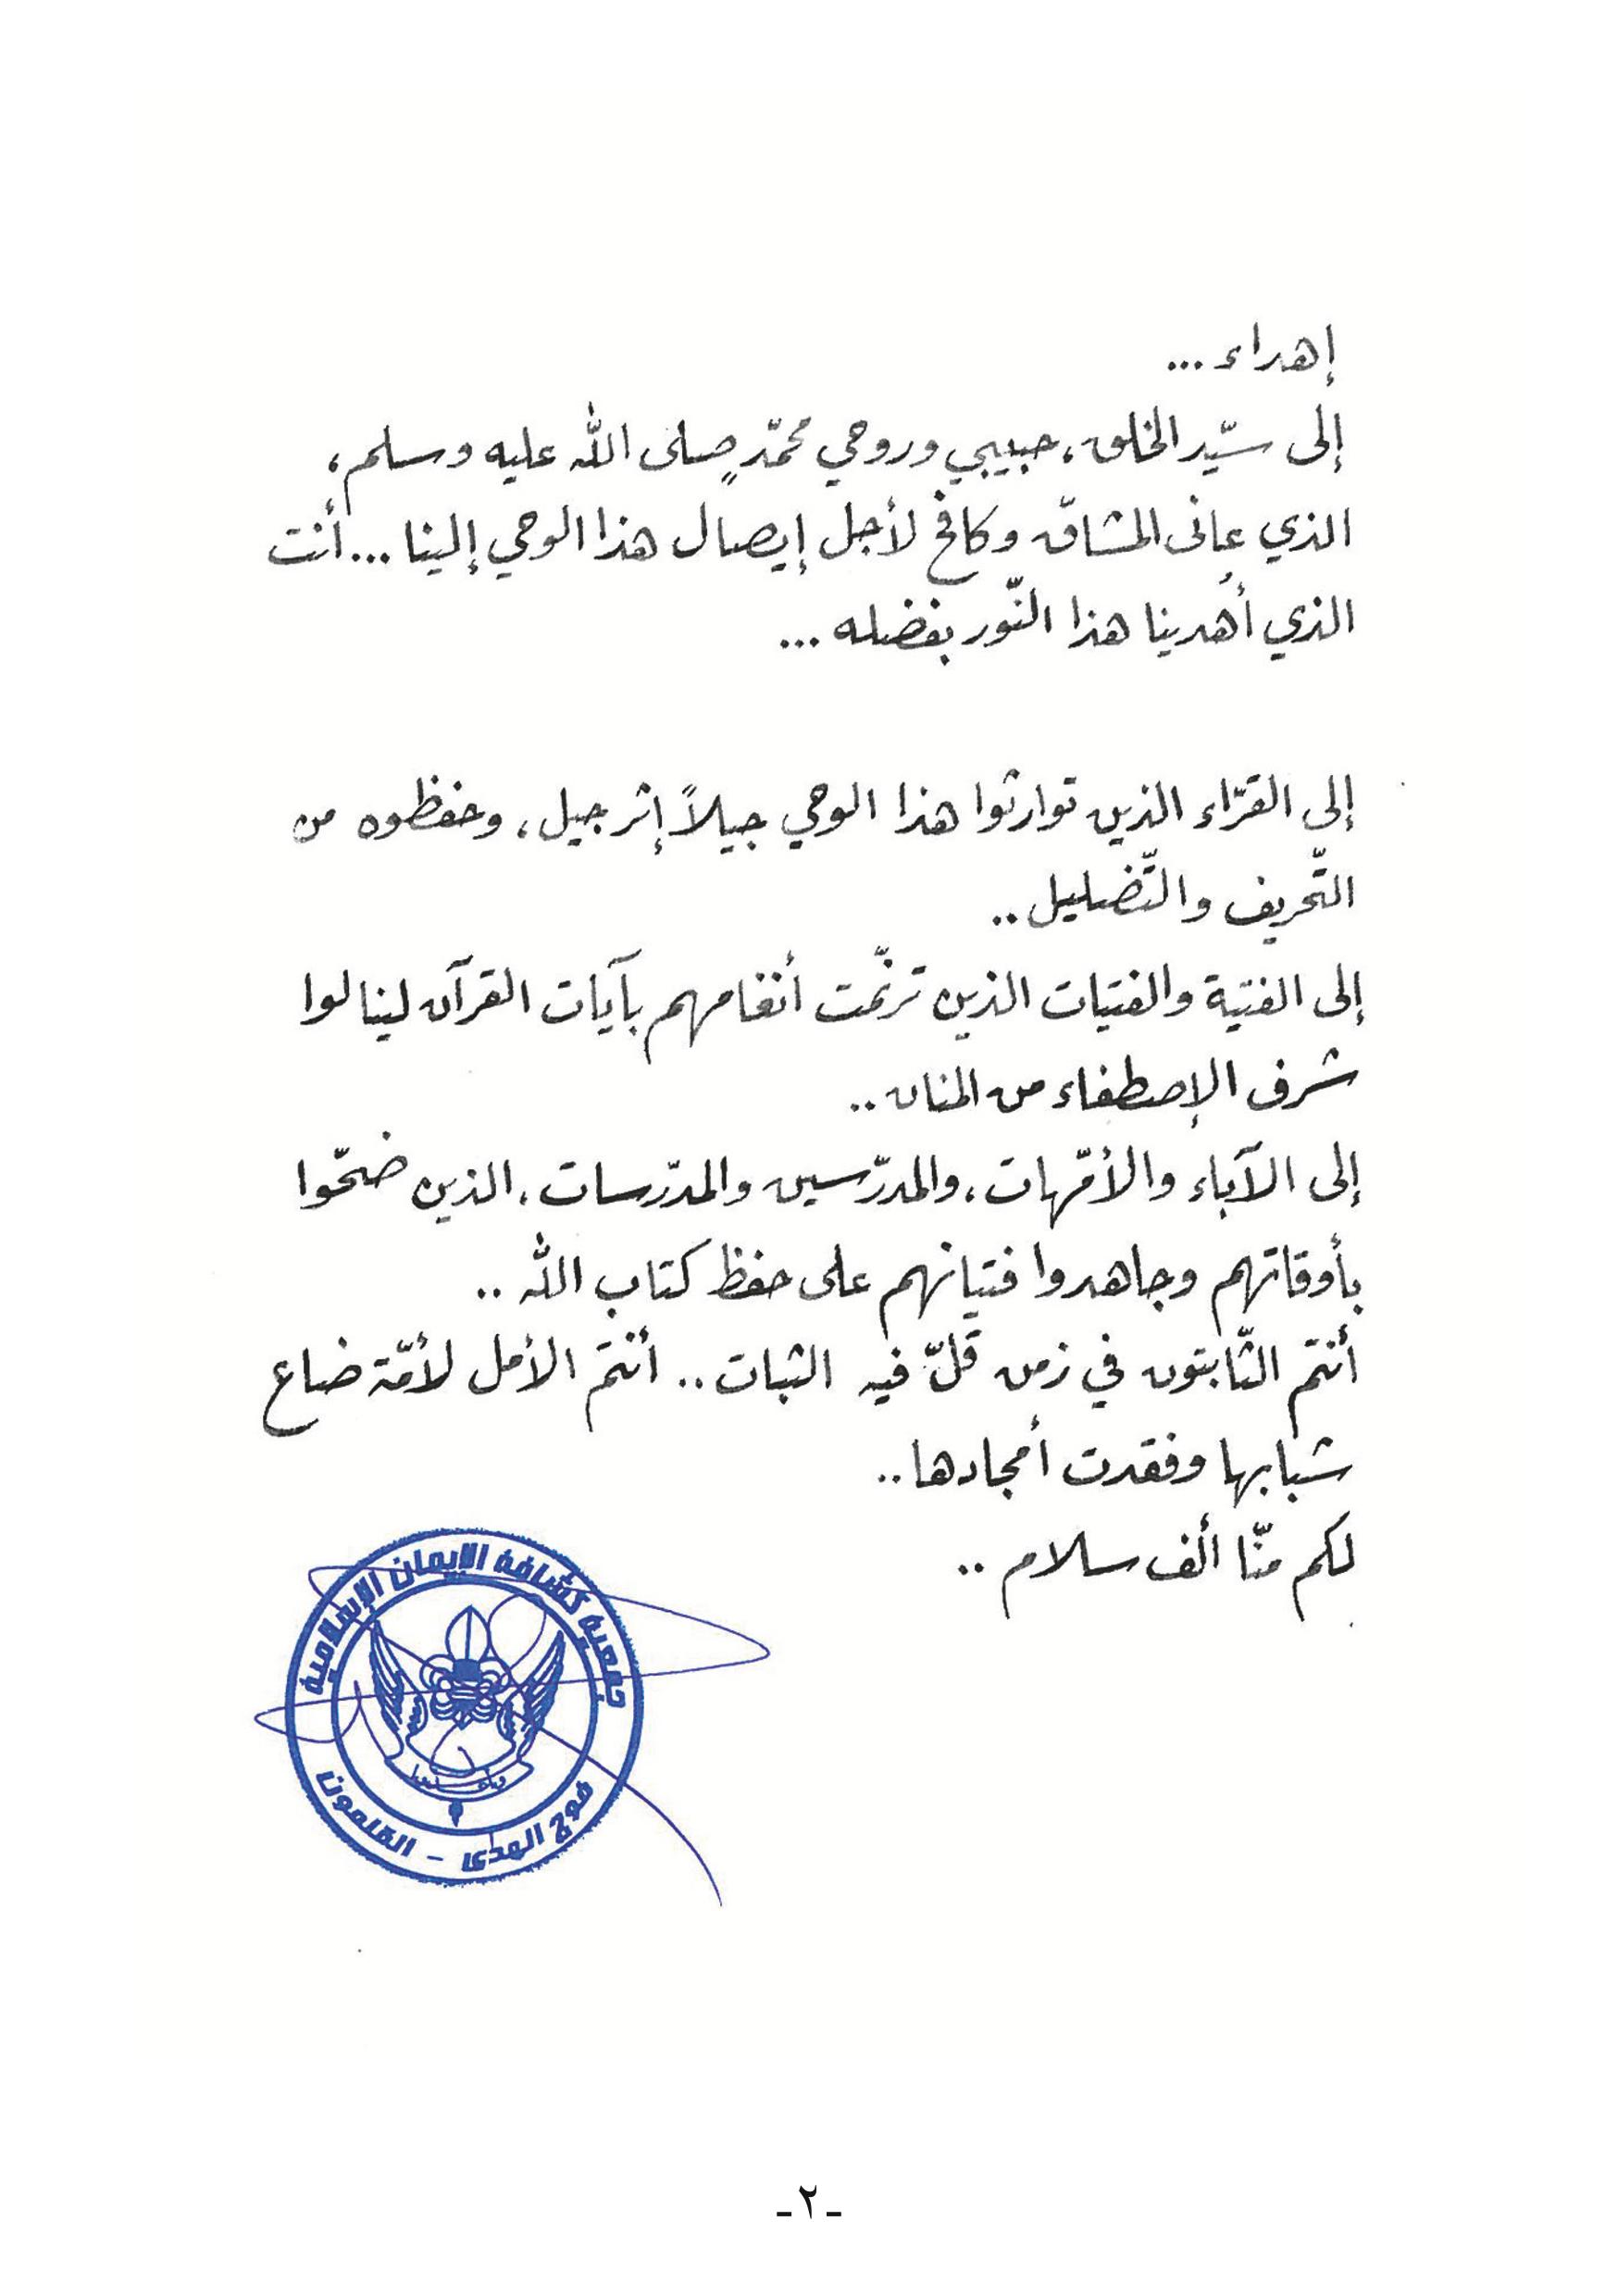 إهداء ...
إلى سيّد الخلق، حبيبي وروحي محمّدٍ صلى الله عليه وسلم،
الذي عانى المشاقّ وكافح لأجل إيصال هذا الوحي إلينا ... أنت
الذي أُهدينا هذا النّور بفضله ...
إلى القرّاء الذين توارثوا هذا الوحي جيلاً إثر جيل، وحفظوه من
التّحريف والتّضليل ..
إلى الفتية والفتيات الذين ترنّمت أنغامهم بآيات القرآن لينالوا
شرف الإصطفاء من المنان ..
إلى الآباء والأمّهات، والمدرّسين والمدرّسات، الذين ضحّوا
بأوقاتهم وجاهدوا فتيانهم على حفظ كتاب الله ..
أنتم الثّابتون في زمن قلّ فيه الثبات .. أنتم الأمل لأمّة ضاع
شبابها وفقدت أمجادها ..
لكم منّا ألف سلام ..
جمعية كشافة الإيمان الإسلامية
فوج الهدى - القلمون
- ٢ -